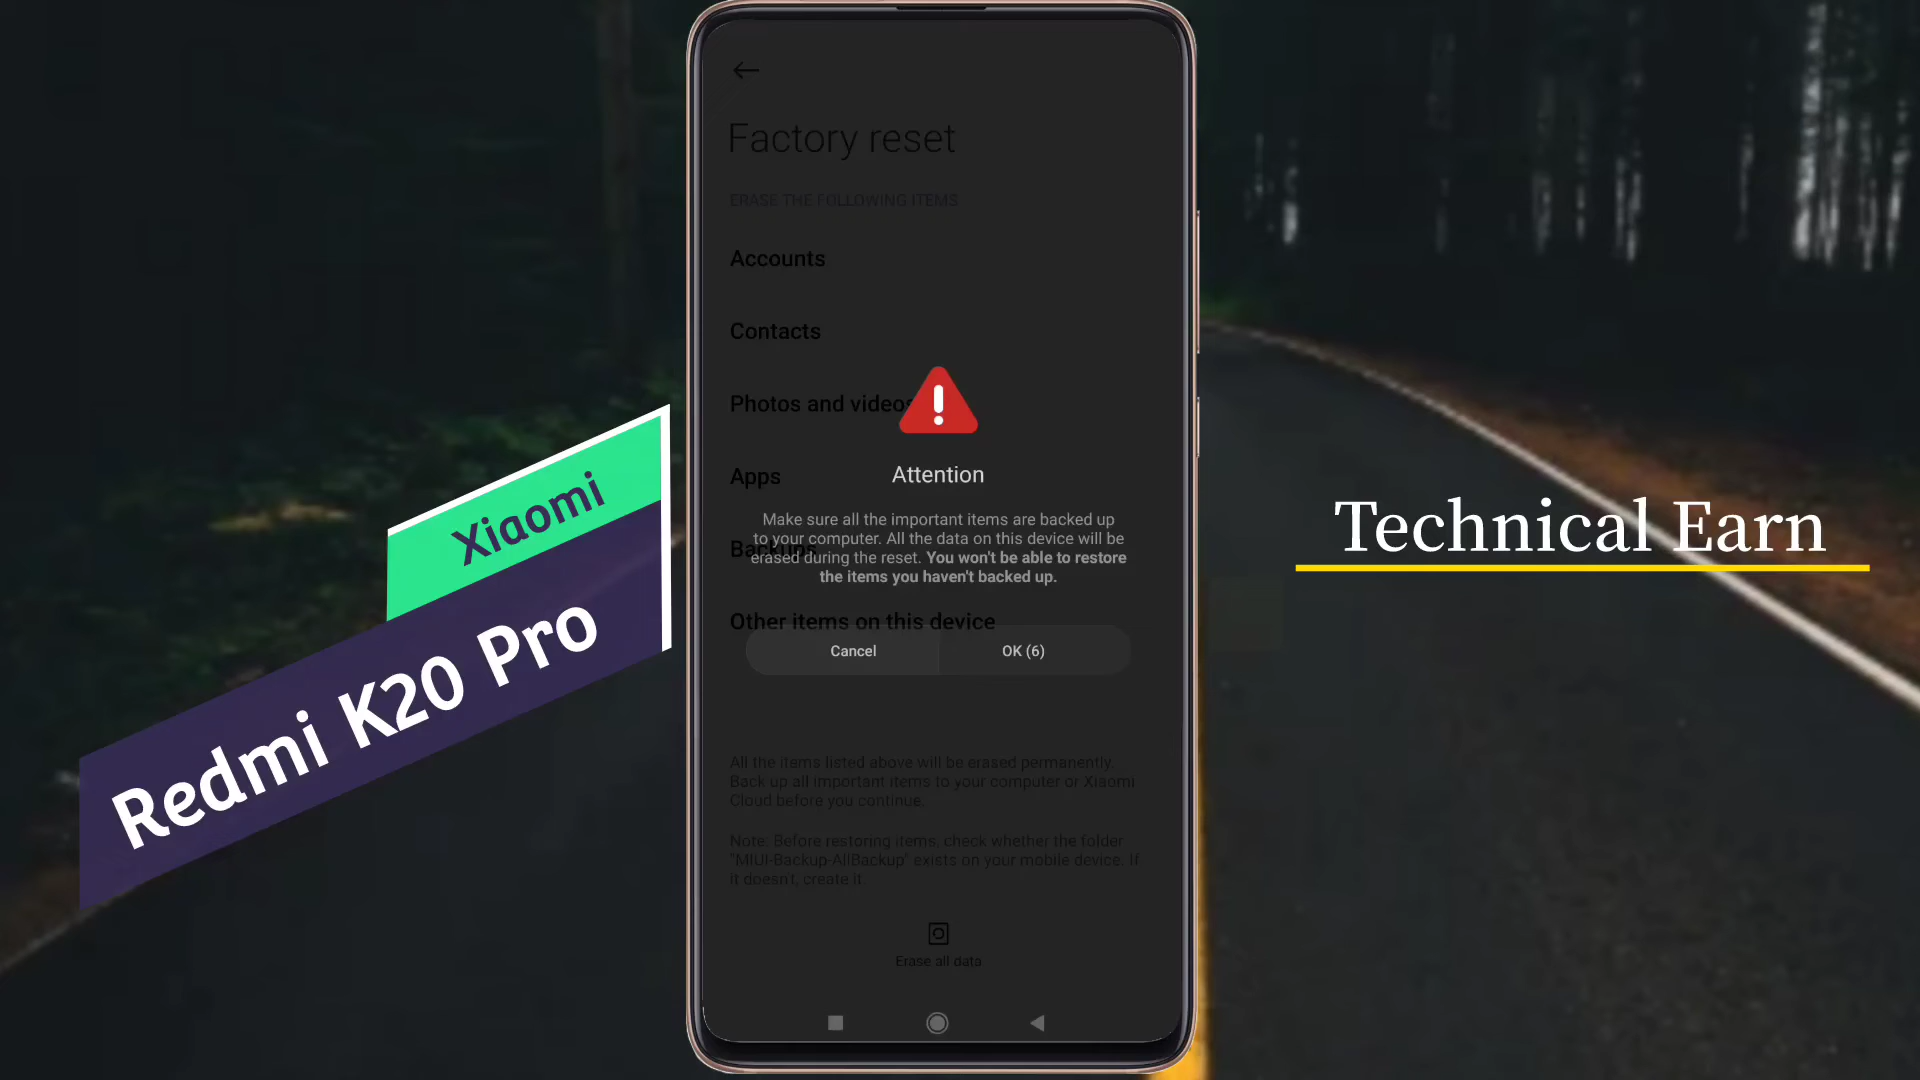 Factory reset
ERASE THE FOLLOWING ITEMS
Accounts
Contacts
Photos and videos
Apps
Backups
Other items on this device
Attention
Make sure all the important items are backed up
to your computer. All the data on this device will be
erased during the reset. You won't be able to restore
the items you haven't backed up.
Cancel
OK (6)
All the items listed above will be erased permanently.
Back up all important items to your computer or Xiaomi
Cloud before you continue.
Note: Before restoring items, check whether the folder
"MIUI-Backup-AllBackup" exists on your mobile device. If
it doesn't, create it.
Erase all data
Xiaomi
Redmi K20 Pro
Technical Earn